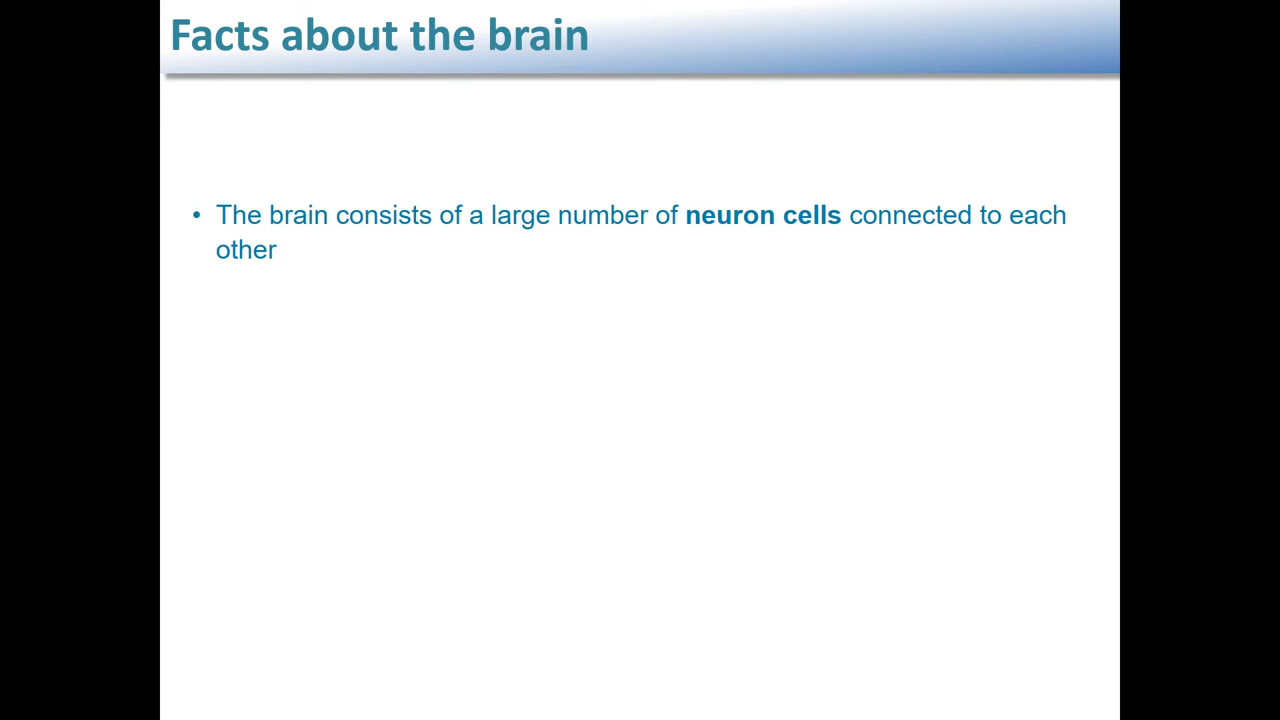 Facts about the brain
• The brain consists of a large number of neuron cells connected to each
other